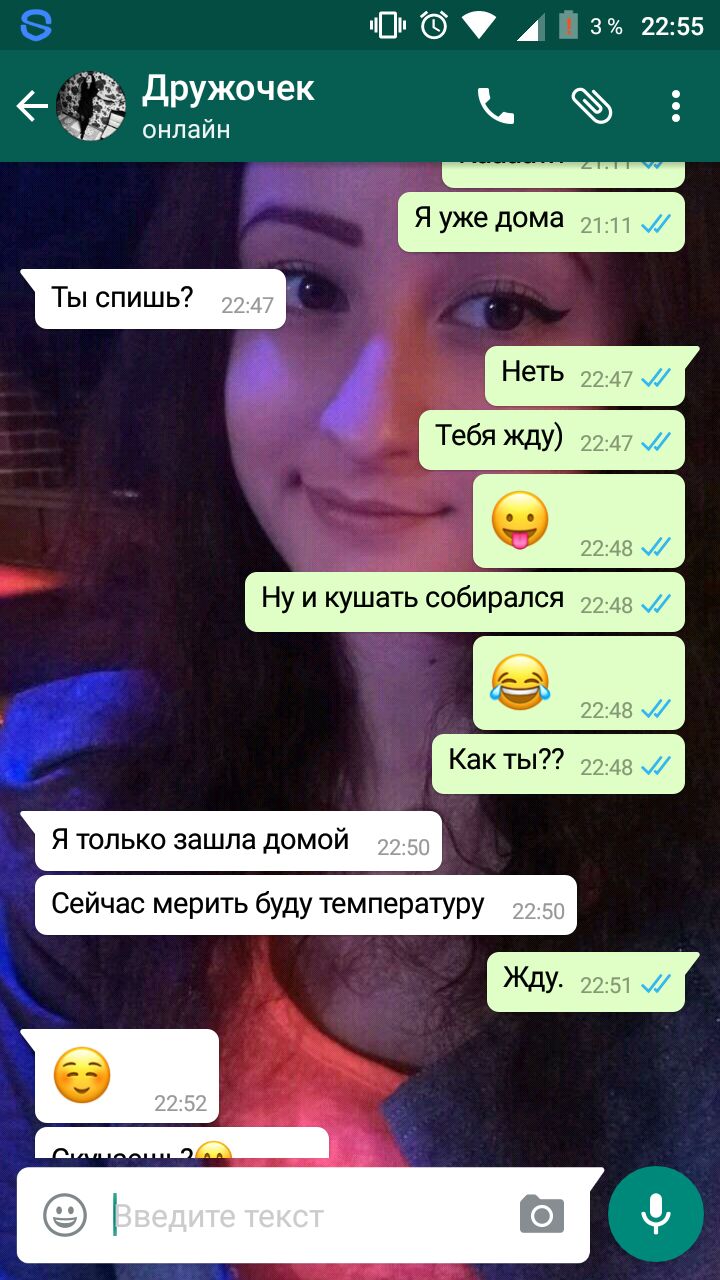 3 % 22:55
Дружочек
онлайн
21:11
Я уже дома 21:11
Ты спишь? 22:47
Неть 22:47
Тебя жду) 22:47
😛 22:48
Ну и кушать собирался 22:48
😂 22:48
Как ты?? 22:48
Я только зашла домой 22:50
Сейчас мерить буду температуру 22:50
Жду. 22:51
☺️ 22:52
Скучаешь?
Введите текст